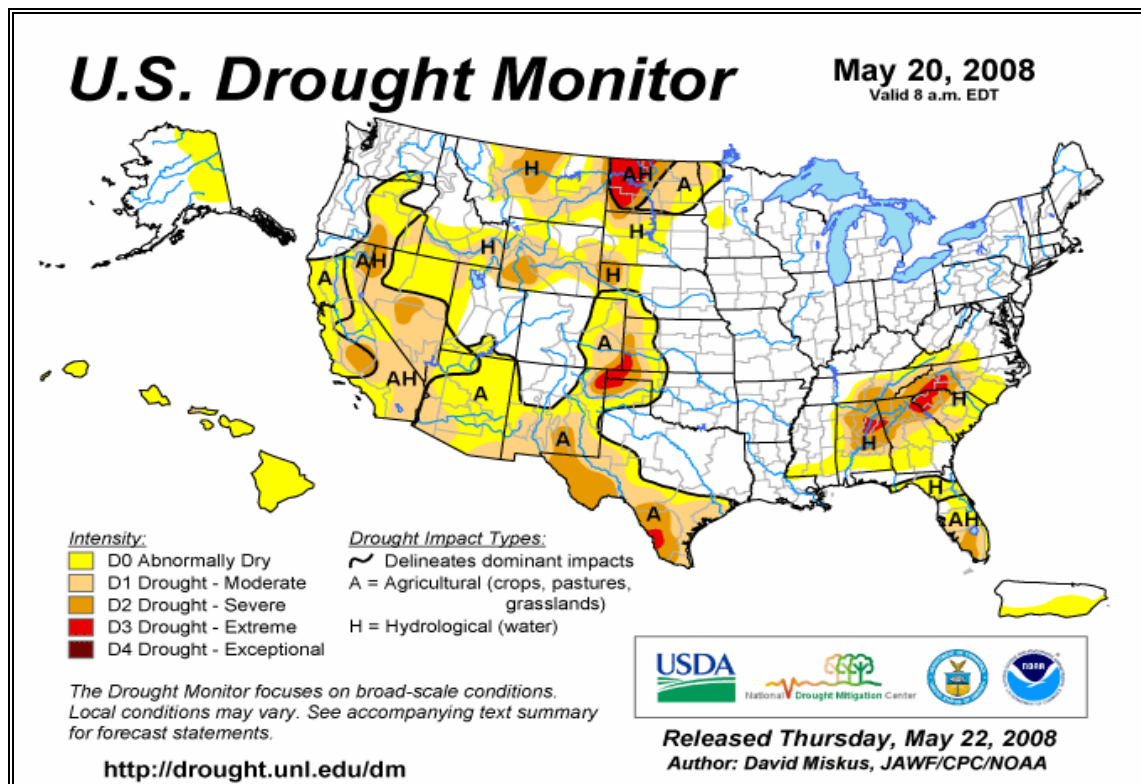 U.S. Drought Monitor
May 20, 2008
Valid 8 a.m. EDT
H
AH
A
H
H
AH
H
A
A
AH
A
A
H
A
H
H
AH
A
Intensity:
D0 Abnormally Dry
D1 Drought - Moderate
D2 Drought - Severe
D3 Drought - Extreme
D4 Drought - Exceptional
Drought Impact Types:
Delineates dominant impacts
A = Agricultural (crops, pastures,
grasslands)
H = Hydrological (water)
The Drought Monitor focuses on broad-scale conditions.
Local conditions may vary. See accompanying text summary
for forecast statements.
http://drought.unl.edu/dm
USDA
National Drought Mitigation Center
NOAA
Released Thursday, May 22, 2008
Author: David Miskus, JAWF/CPC/NOAA